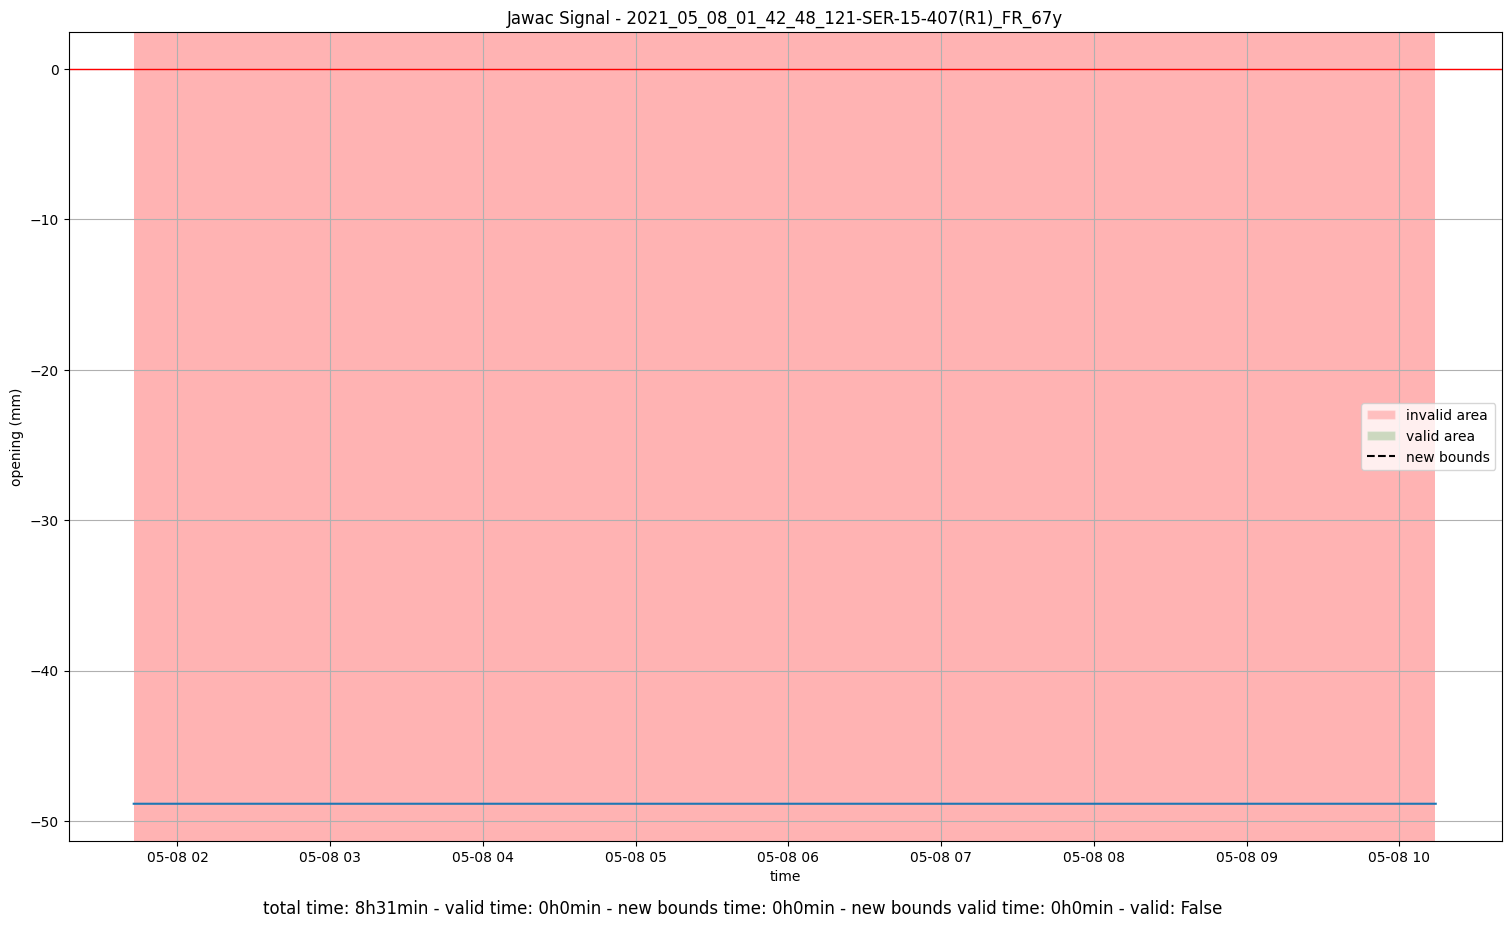 Jawac Signal - 2021_05_08_01_42_48_121-SER-15-407(R1)_FR_67y
opening (mm)
0
−10
−20
−30
−40
−50
invalid area
valid area
new bounds
05-08 02
05-08 03
05-08 04
05-08 05
05-08 06
05-08 07
05-08 08
05-08 09
05-08 10
time
total time: 8h31min - valid time: 0h0min - new bounds time: 0h0min - new bounds valid time: 0h0min - valid: False